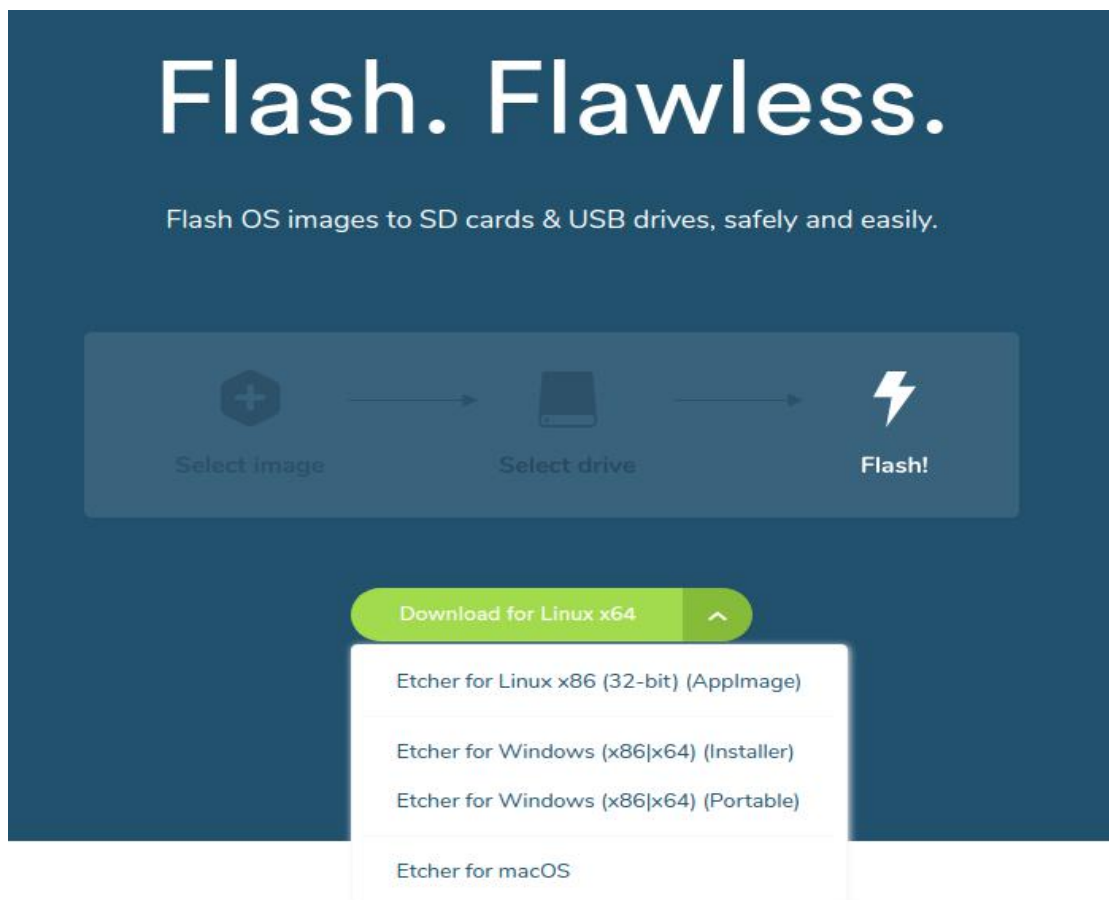 Flash. Flawless.
Flash OS images to SD cards & USB drives, safely and easily.
Select image
Select drive
Flash!
Download for Linux x64
Etcher for Linux x86 (32-bit) (AppImage)
Etcher for Windows (x86|x64) (Installer)
Etcher for Windows (x86|x64) (Portable)
Etcher for macOS